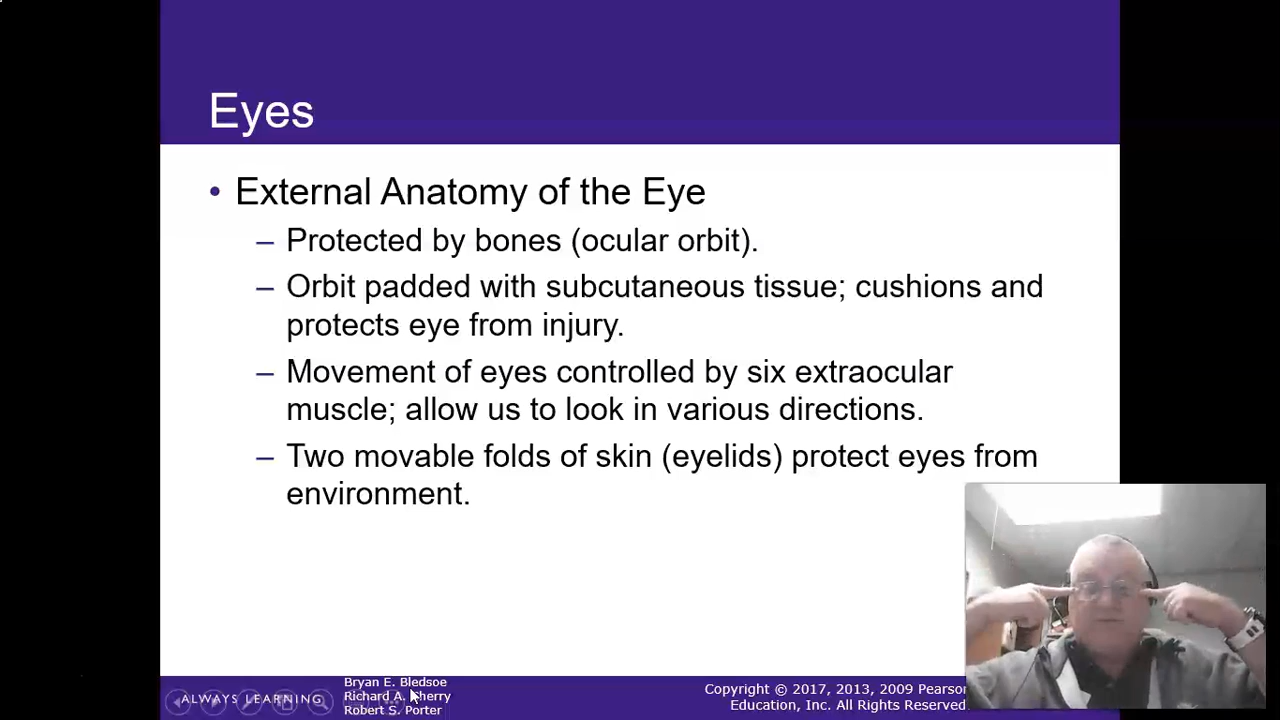 Eyes
• External Anatomy of the Eye
– Protected by bones (ocular orbit).
– Orbit padded with subcutaneous tissue; cushions and
protects eye from injury.
– Movement of eyes controlled by six extraocular
muscle; allow us to look in various directions.
– Two movable folds of skin (eyelids) protect eyes from
environment.
ALWAYS LEARNING
Bryan E. Bledsoe
Richard A. Cherry
Robert S. Porter
Copyright © 2017, 2013, 2009 Pearson
Education, Inc. All Rights Reserved